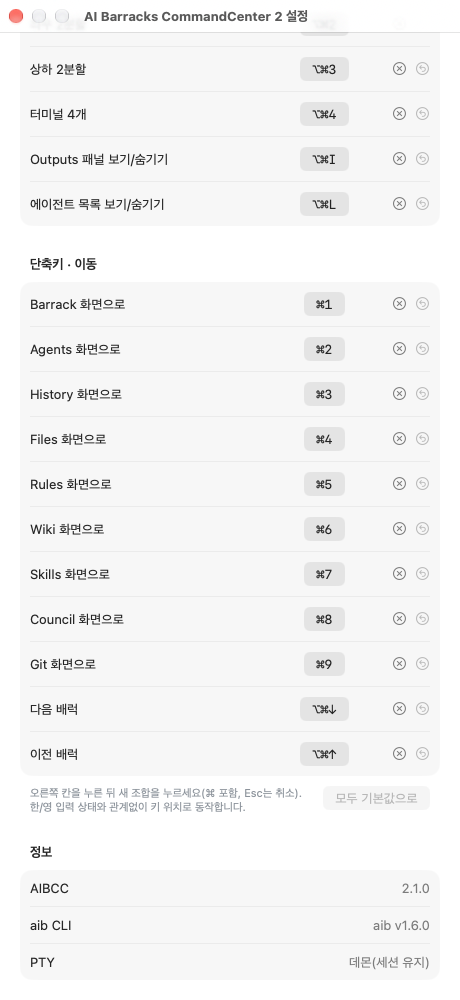 AI Barracks CommandCenter 2 설정
상하 2분할 ⌥⌘3
터미널 4개 ⌥⌘4
Outputs 패널 보기/숨기기 ⌥⌘I
에이전트 목록 보기/숨기기 ⌥⌘L
단축키 · 이동
Barrack 화면으로 ⌘1
Agents 화면으로 ⌘2
History 화면으로 ⌘3
Files 화면으로 ⌘4
Rules 화면으로 ⌘5
Wiki 화면으로 ⌘6
Skills 화면으로 ⌘7
Council 화면으로 ⌘8
Git 화면으로 ⌘9
다음 배럭 ⌥⌘↓
이전 배럭 ⌥⌘↑
오른쪽 칸을 누른 뒤 새 조합을 누르세요(⌘ 포함, Esc는 취소).
한/영 입력 상태와 관계없이 키 위치로 동작합니다.
모두 기본값으로
정보
AIBCC 2.1.0
aib CLI aib v1.6.0
PTY 데몬(세션 유지)